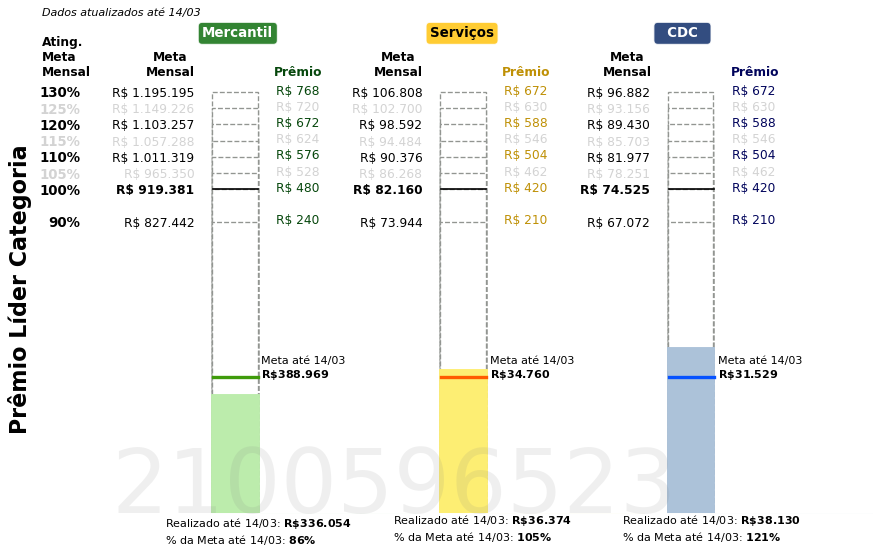 Dados atualizados até 14/03
Mercantil Serviços CDC
Ating. Meta Mensal Meta Mensal Prêmio Meta Mensal Prêmio Meta Mensal Prêmio
130% R$ 1.195.195 R$ 768 R$ 106.808 R$ 672 R$ 96.882 R$ 672
125% R$ 1.149.226 R$ 720 R$ 102.700 R$ 630 R$ 93.156 R$ 630
120% R$ 1.103.257 R$ 672 R$ 98.592 R$ 588 R$ 89.430 R$ 588
115% R$ 1.057.288 R$ 624 R$ 94.484 R$ 546 R$ 85.703 R$ 546
110% R$ 1.011.319 R$ 576 R$ 90.376 R$ 504 R$ 81.977 R$ 504
105% R$ 965.350 R$ 528 R$ 86.268 R$ 462 R$ 78.251 R$ 462
100% R$ 919.381 R$ 480 R$ 82.160 R$ 420 R$ 74.525 R$ 420
90% R$ 827.442 R$ 240 R$ 73.944 R$ 210 R$ 67.072 R$ 210
Prêmio Líder Categoria
Meta até 14/03 Meta até 14/03 Meta até 14/03
R$388.969 R$34.760 R$31.529
2100596523
Realizado até 14/03: R$336.054 Realizado até 14/03: R$36.374 Realizado até 14/03: R$38.130
% da Meta até 14/03: 86% % da Meta até 14/03: 105% % da Meta até 14/03: 121%